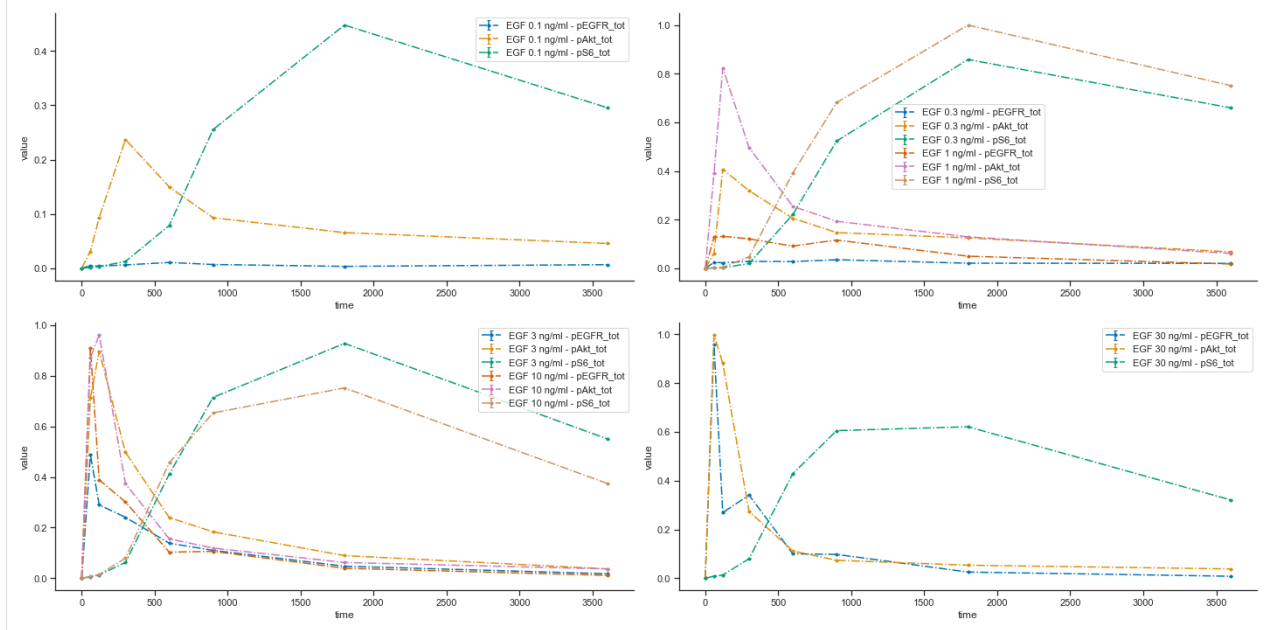 EGF 0.1 ng/ml - pEGFR_tot
EGF 0.1 ng/ml - pAkt_tot
EGF 0.1 ng/ml - pS6_tot
0.4
0.3
0.2
0.1
0.0
value
0 500 1000 1500 2000 2500 3000 3500
time
1.0
0.8
0.6
0.4
0.2
0.0
value
EGF 0.3 ng/ml - pEGFR_tot
EGF 0.3 ng/ml - pAkt_tot
EGF 0.3 ng/ml - pS6_tot
EGF 1 ng/ml - pEGFR_tot
EGF 1 ng/ml - pAkt_tot
EGF 1 ng/ml - pS6_tot
0 500 1000 1500 2000 2500 3000 3500
time
EGF 3 ng/ml - pEGFR_tot
EGF 3 ng/ml - pAkt_tot
EGF 3 ng/ml - pS6_tot
EGF 10 ng/ml - pEGFR_tot
EGF 10 ng/ml - pAkt_tot
EGF 10 ng/ml - pS6_tot
1.0
0.8
0.6
0.4
0.2
0.0
value
0 500 1000 1500 2000 2500 3000 3500
time
EGF 30 ng/ml - pEGFR_tot
EGF 30 ng/ml - pAkt_tot
EGF 30 ng/ml - pS6_tot
1.0
0.8
0.6
0.4
0.2
0.0
value
0 500 1000 1500 2000 2500 3000 3500
time